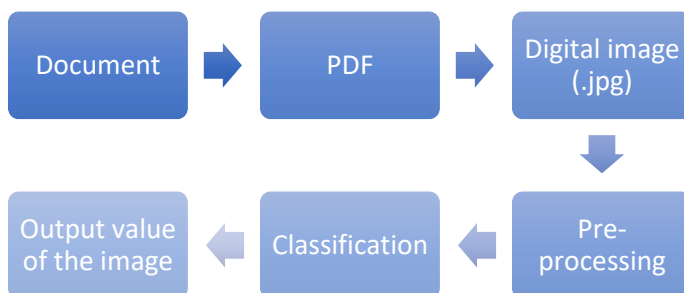 Document
PDF
Digital image
(.jpg)
Pre-
processing
Classification
Output value
of the image